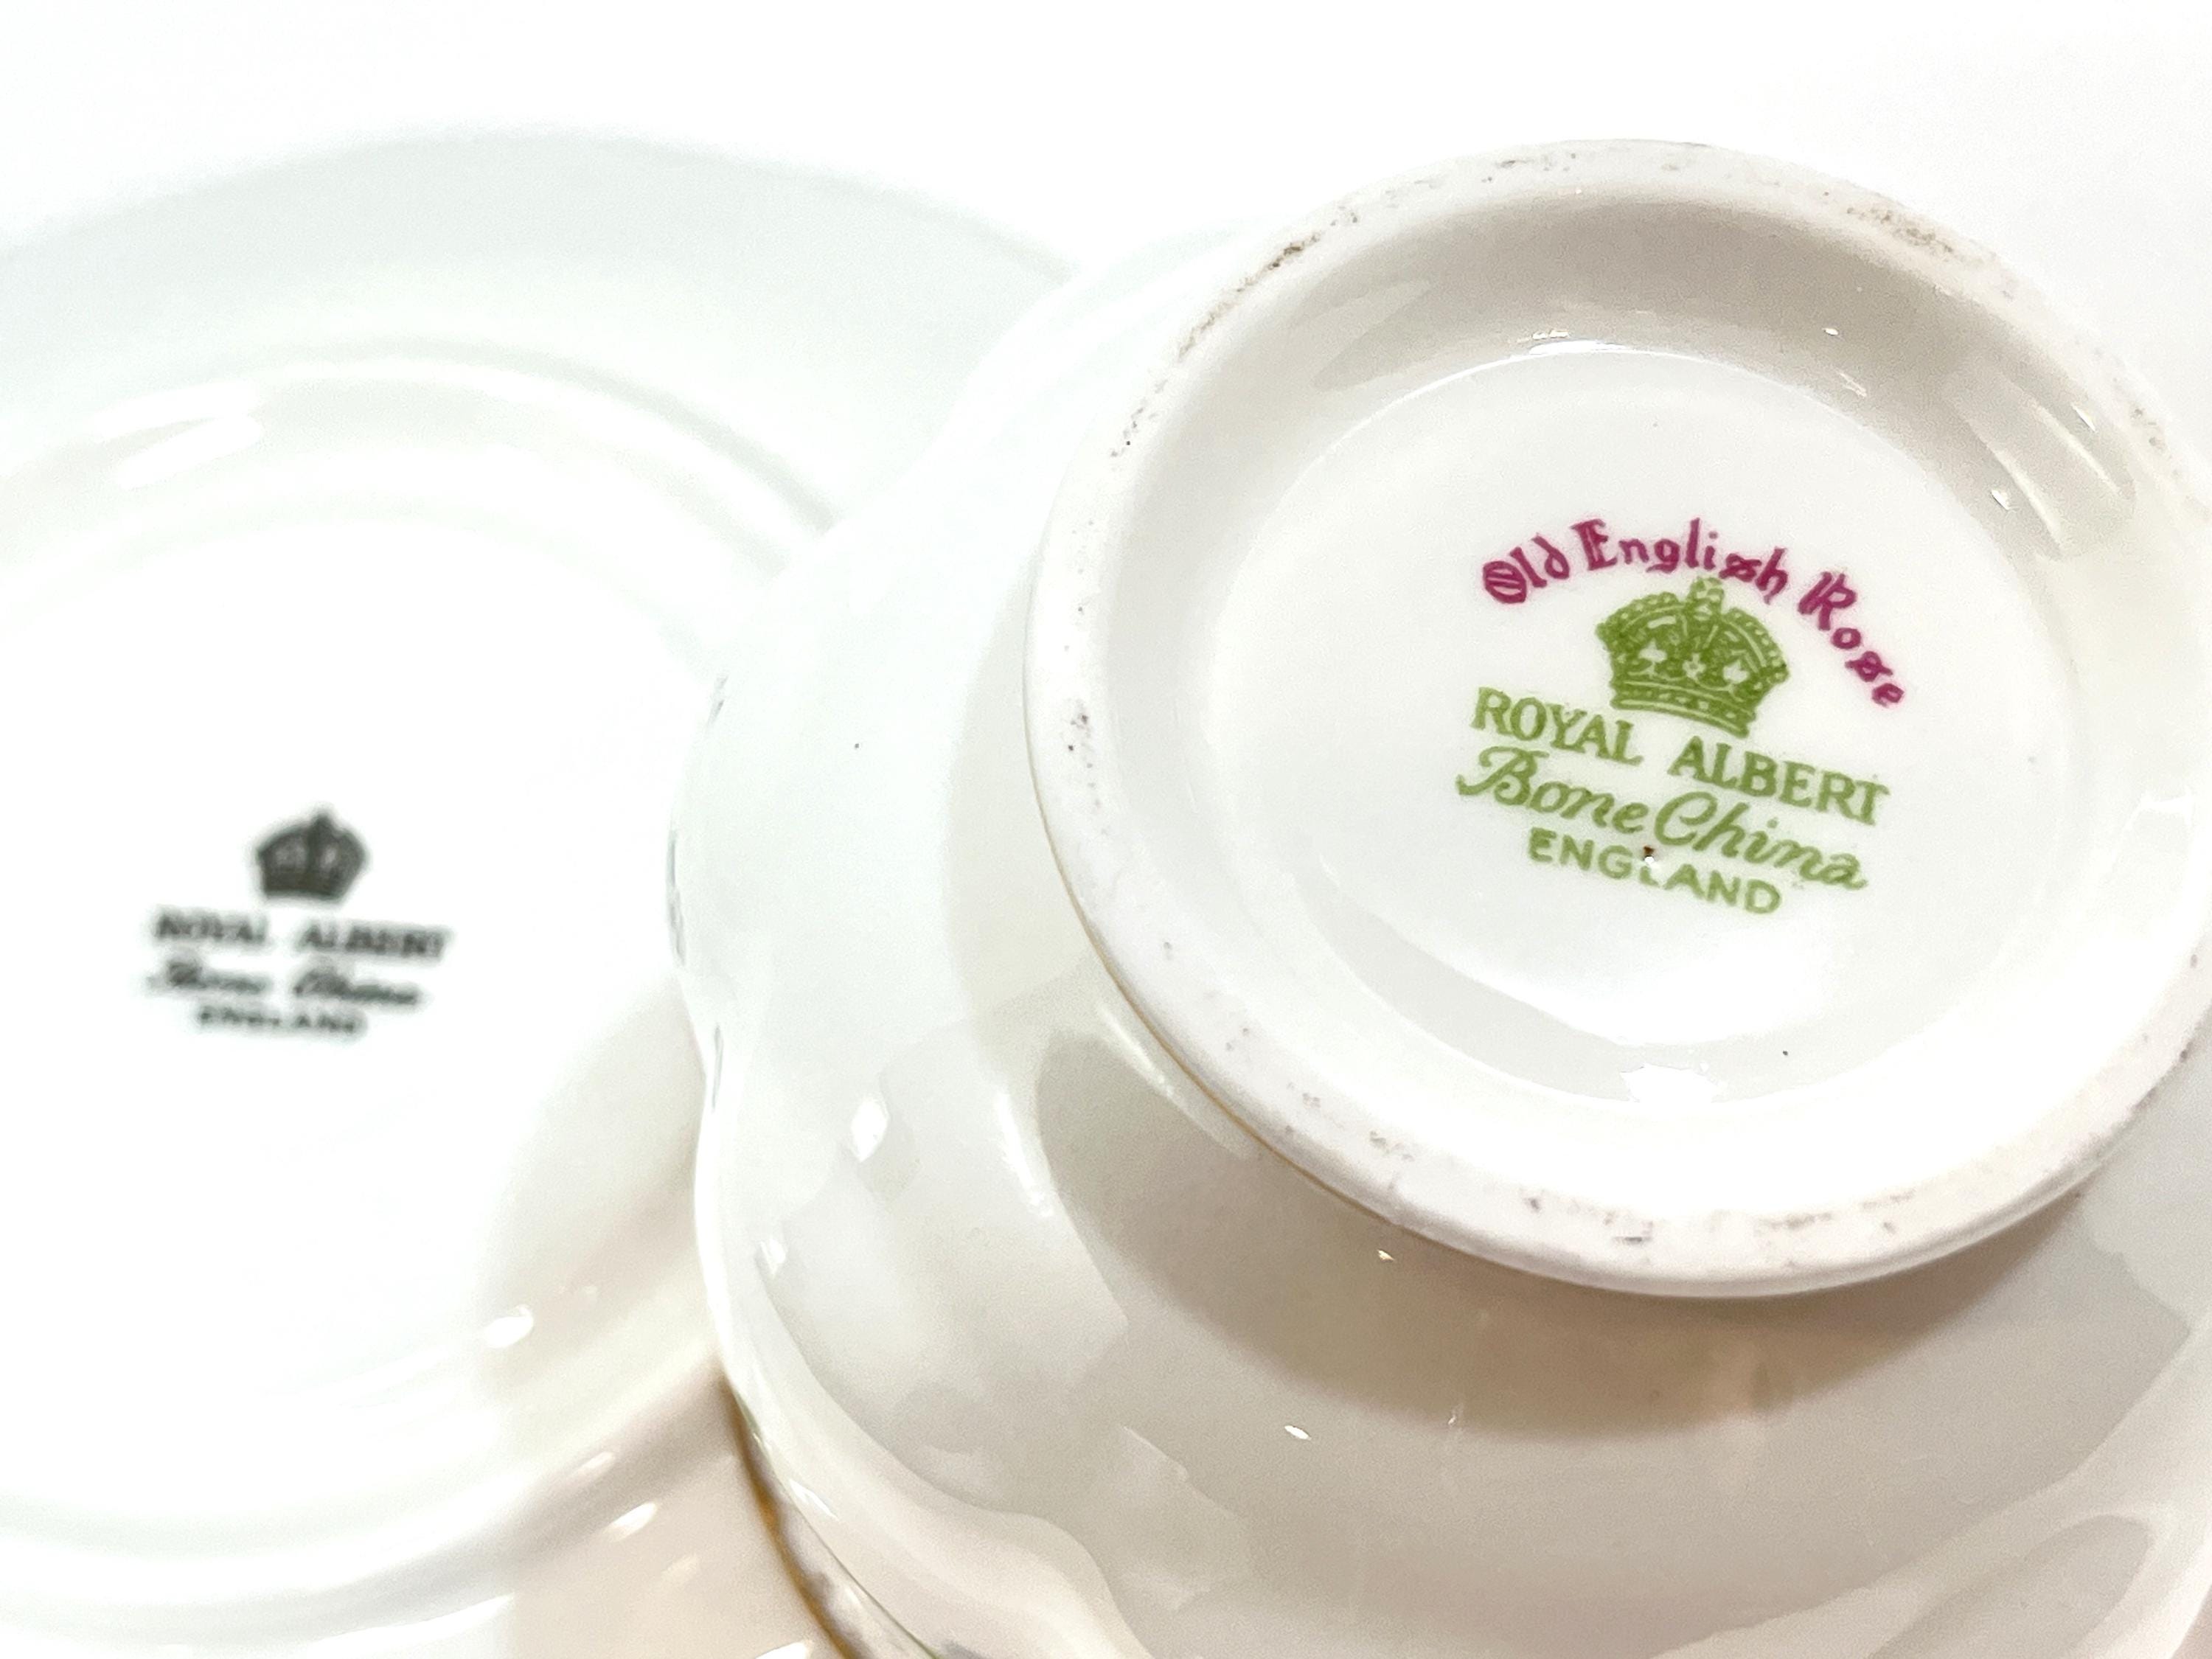 ROYAL ALBERT
Bone China
ENGLAND
Old English Rose
ROYAL ALBERT
Bone China
ENGLAND